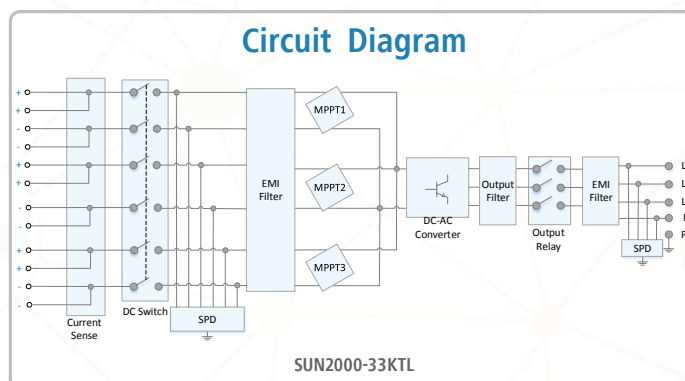 Circuit Diagram
+
+
-
-
+
+
-
-
+
+
-
-
Current
Sense
DC Switch
SPD
EMI
Filter
MPPT1
MPPT2
MPPT3
DC-AC
Converter
Output
Filter
Output
Relay
EMI
Filter
SPD
L
L
L
P
SUN2000-33KTL